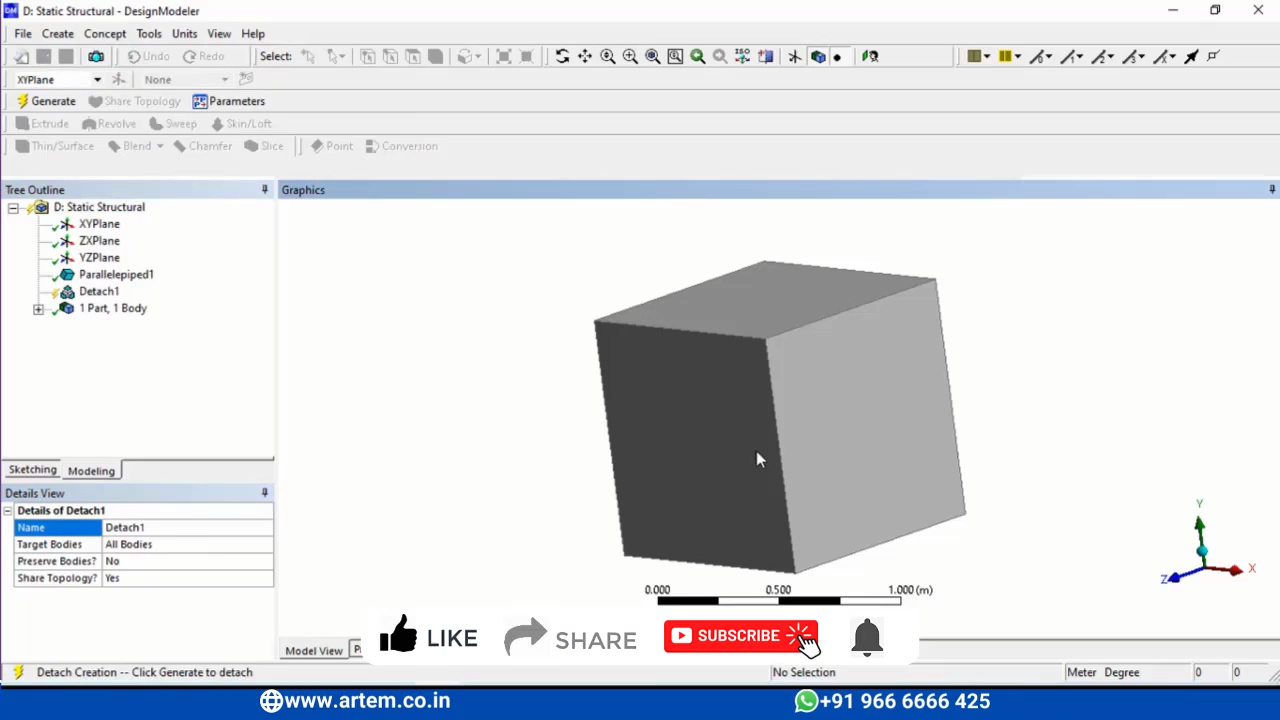 D: Static Structural - DesignModeler
File Create Concept Tools Units View Help
Undo Redo Select:
XYPlane None
Generate Share Topology Parameters
Extrude Revolve Sweep Skin/Loft
Thin/Surface Blend Chamfer Slice Point Conversion
Tree Outline
Graphics
D: Static Structural
XYPlane
ZXPlane
YZPlane
Parallelepiped1
Detach1
1 Part, 1 Body
Sketching Modeling
Details View
Details of Detach1
Name Detach1
Target Bodies All Bodies
Preserve Bodies? No
Share Topology? Yes
Y
X
Z
0.000 0.500 1.000 (m)
LIKE SHARE SUBSCRIBE
Model View
Detach Creation -- Click Generate to detach No Selection Meter Degree 0 0
www.artem.co.in +91 966 6666 425